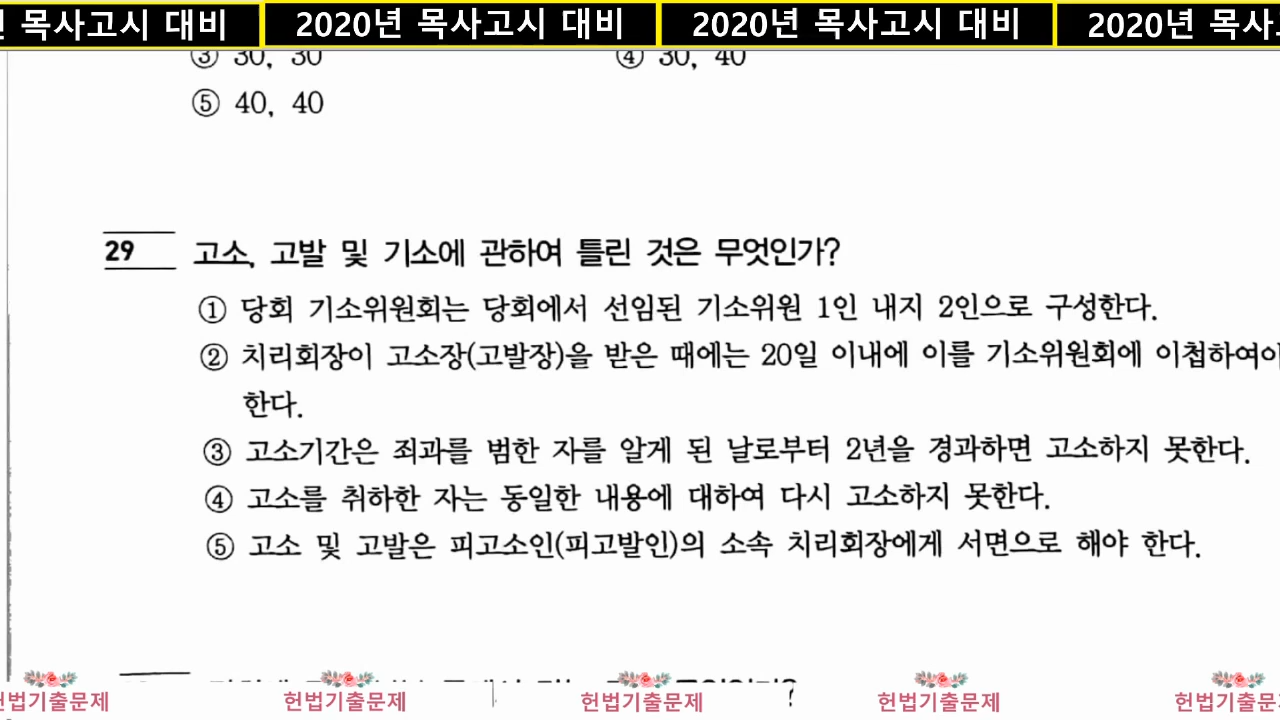 년 목사고시 대비 2020년 목사고시 대비 2020년 목사고시 대비 2020년 목사고
③ 30, 30 ④ 30, 40
⑤ 40, 40
29 고소, 고발 및 기소에 관하여 틀린 것은 무엇인가?
① 당회 기소위원회는 당회에서 선임된 기소위원 1인 내지 2인으로 구성한다.
② 치리회장이 고소장(고발장)을 받은 때에는 20일 이내에 이를 기소위원회에 이첩하여야
한다.
③ 고소기간은 죄과를 범한 자를 알게 된 날로부터 2년을 경과하면 고소하지 못한다.
④ 고소를 취하한 자는 동일한 내용에 대하여 다시 고소하지 못한다.
⑤ 고소 및 고발은 피고소인(피고발인)의 소속 치리회장에게 서면으로 해야 한다.
헌법기출문제 헌법기출문제 헌법기출문제 헌법기출문제 헌법기출문